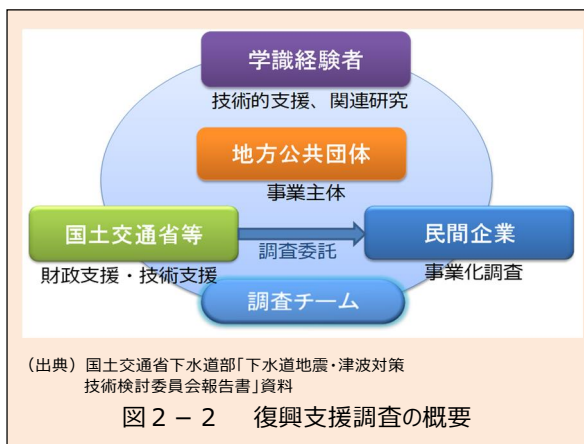 学識経験者
技術的支援、関連研究
地方公共団体
事業主体
国土交通省等
財政支援・技術支援
調査委託
民間企業
事業化調査
調査チーム
（出典）国土交通省下水道部「下水道地震・津波対策
技術検討委員会報告書」資料
図２－２　復興支援調査の概要